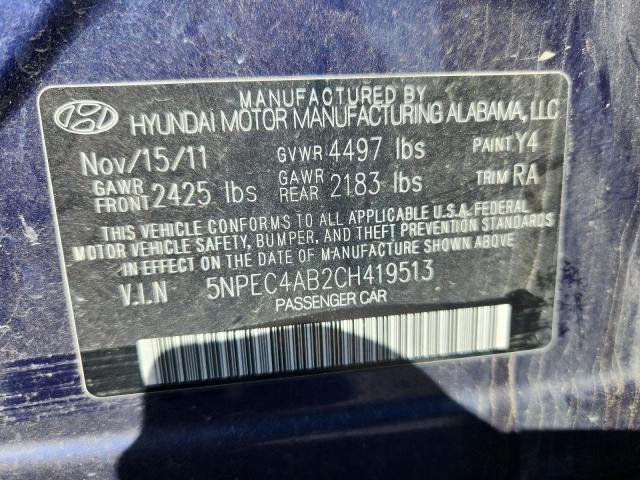 MANUFACTURED BY
HYUNDAI MOTOR MANUFACTURING ALABAMA, LLC
Nov/15/11 GVWR 4497 lbs PAINT Y4
GAWR FRONT 2425 lbs GAWR REAR 2183 lbs TRIM RA
THIS VEHICLE CONFORMS TO ALL APPLICABLE U.S.A. FEDERAL
MOTOR VEHICLE SAFETY, BUMPER, AND THEFT PREVENTION STANDARDS
IN EFFECT ON THE DATE OF MANUFACTURE SHOWN ABOVE.
V.I.N 5NPEC4AB2CH419513
PASSENGER CAR